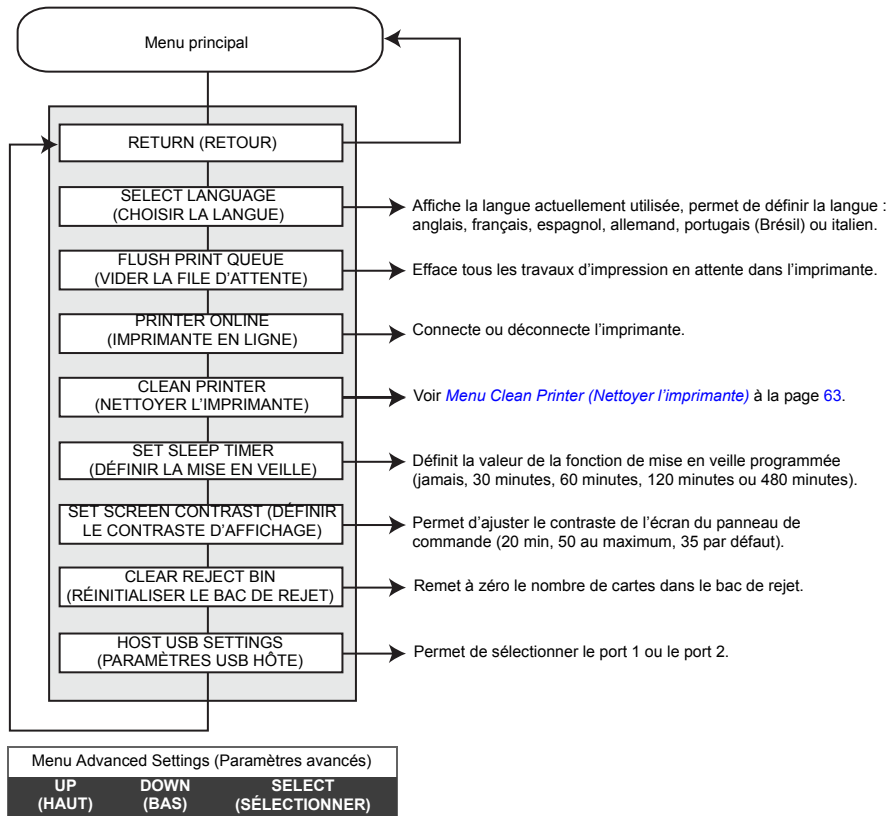 Menu principal
RETURN (RETOUR)
SELECT LANGUAGE
(CHOISIR LA LANGUE)
Affiche la langue actuellement utilisée, permet de définir la langue :
anglais, français, espagnol, allemand, portugais (Brésil) ou italien.
FLUSH PRINT QUEUE
(VIDER LA FILE D’ATTENTE)
Efface tous les travaux d’impression en attente dans l’imprimante.
PRINTER ONLINE
(IMPRIMANTE EN LIGNE)
Connecte ou déconnecte l’imprimante.
CLEAN PRINTER
(NETTOYER L’IMPRIMANTE)
Voir Menu Clean Printer (Nettoyer l’imprimante) à la page 63.
SET SLEEP TIMER
(DÉFINIR LA MISE EN VEILLE)
Définit la valeur de la fonction de mise en veille programmée
(jamais, 30 minutes, 60 minutes, 120 minutes ou 480 minutes).
SET SCREEN CONTRAST (DÉFINIR
LE CONTRASTE D’AFFICHAGE)
Permet d’ajuster le contraste de l’écran du panneau de
commande (20 min, 50 au maximum, 35 par défaut).
CLEAR REJECT BIN
(RÉINITIALISER LE BAC DE REJET)
Remet à zéro le nombre de cartes dans le bac de rejet.
HOST USB SETTINGS
(PARAMÈTRES USB HÔTE)
Permet de sélectionner le port 1 ou le port 2.
Menu Advanced Settings (Paramètres avancés)
UP DOWN SELECT
(HAUT) (BAS) (SÉLECTIONNER)